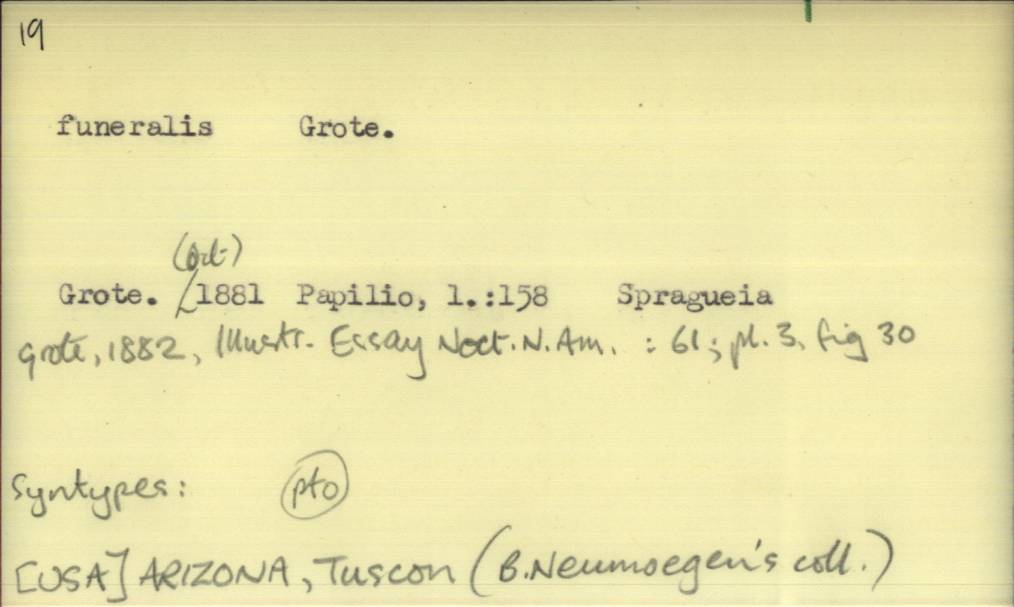 19
funeralis Grote.
(Oct.)
Grote. 1881 Papilio, 1.:158 Spragueia
Grote, 1882, Illustr. Essay Noct. N. Am. : 61; pl. 3, fig 30
Syntypes: pto
[USA] ARIZONA, Tuscon (B. Neumoegen's coll.)